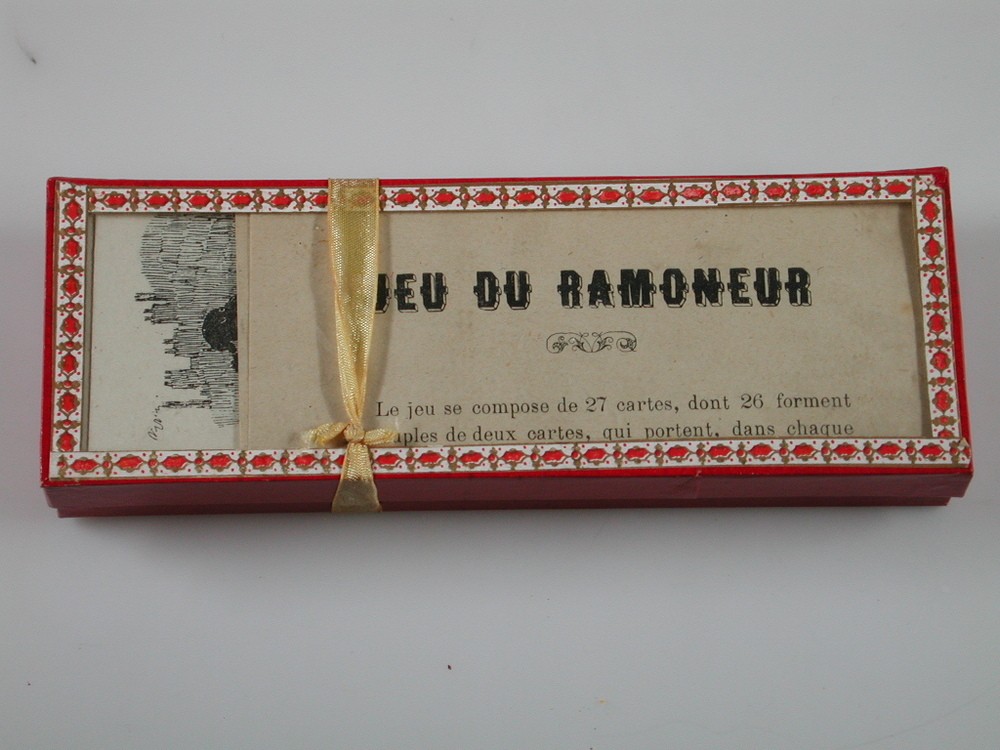 JEU DU RAMONEUR
Le jeu se compose de 27 cartes, dont 26 forment
de deux cartes, qui portent, dans chaque